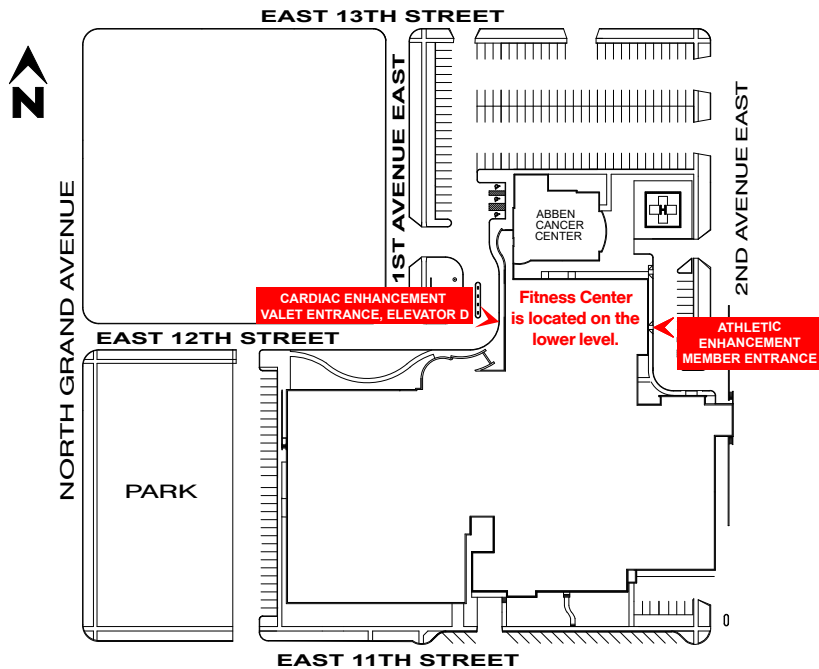 EAST 13TH STREET
N
1ST AVENUE EAST
2ND AVENUE EAST
NORTH GRAND AVENUE
ABBEN
CANCER
CENTER
H
CARDIAC ENHANCEMENT
VALET ENTRANCE, ELEVATOR D
Fitness Center
is located on the
lower level.
ATHLETIC
ENHANCEMENT
MEMBER ENTRANCE
EAST 12TH STREET
PARK
EAST 11TH STREET